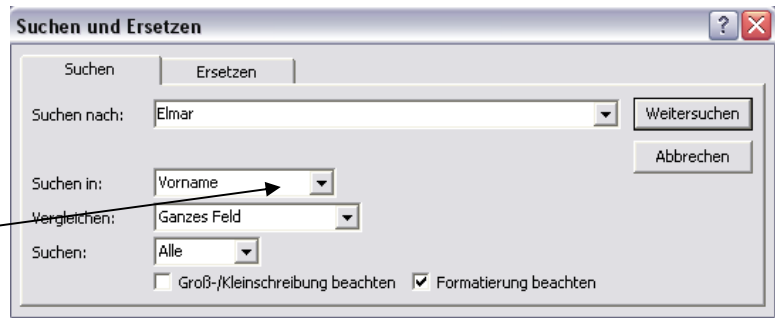 Suchen und Ersetzen
Suchen Ersetzen
Suchen nach: Elmar Weitersuchen
Abbrechen
Suchen in: Vorname
Vergleichen: Ganzes Feld
Suchen: Alle
Groß-/Kleinschreibung beachten Formatierung beachten